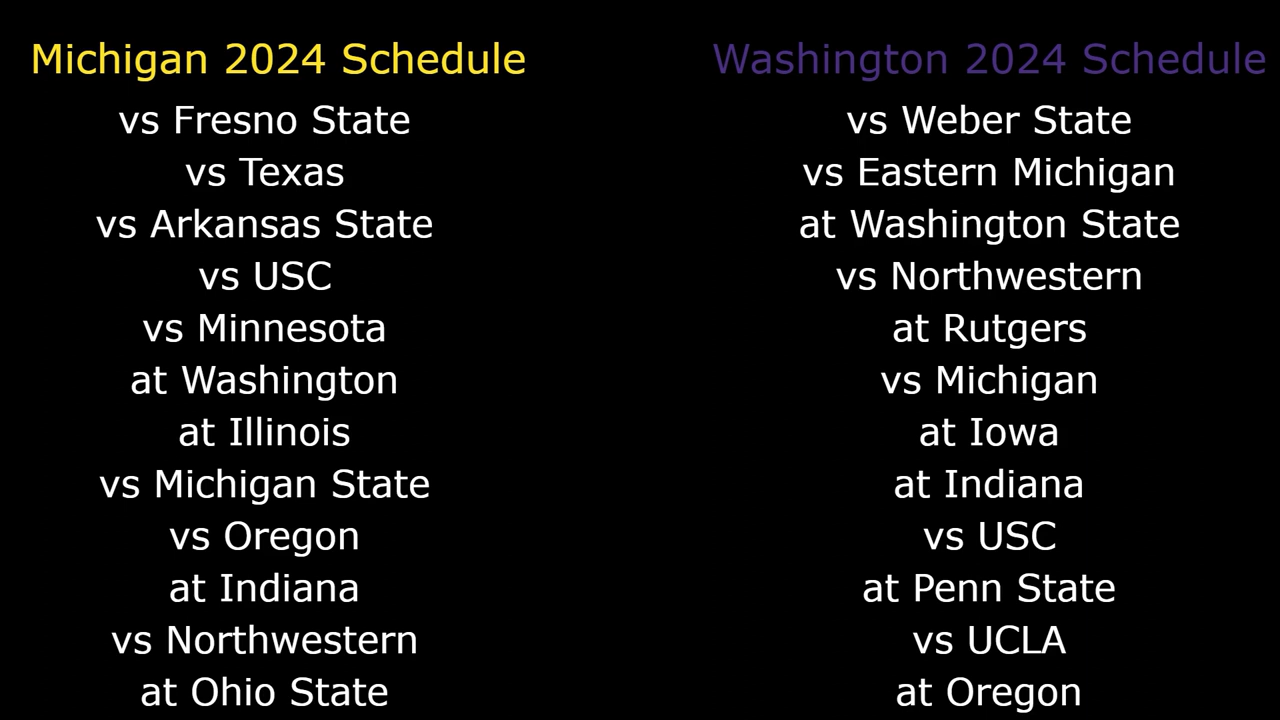 Michigan 2024 Schedule
vs Fresno State
vs Texas
vs Arkansas State
vs USC
vs Minnesota
at Washington
at Illinois
vs Michigan State
vs Oregon
at Indiana
vs Northwestern
at Ohio State
Washington 2024 Schedule
vs Weber State
vs Eastern Michigan
at Washington State
vs Northwestern
at Rutgers
vs Michigan
at Iowa
at Indiana
vs USC
at Penn State
vs UCLA
at Oregon